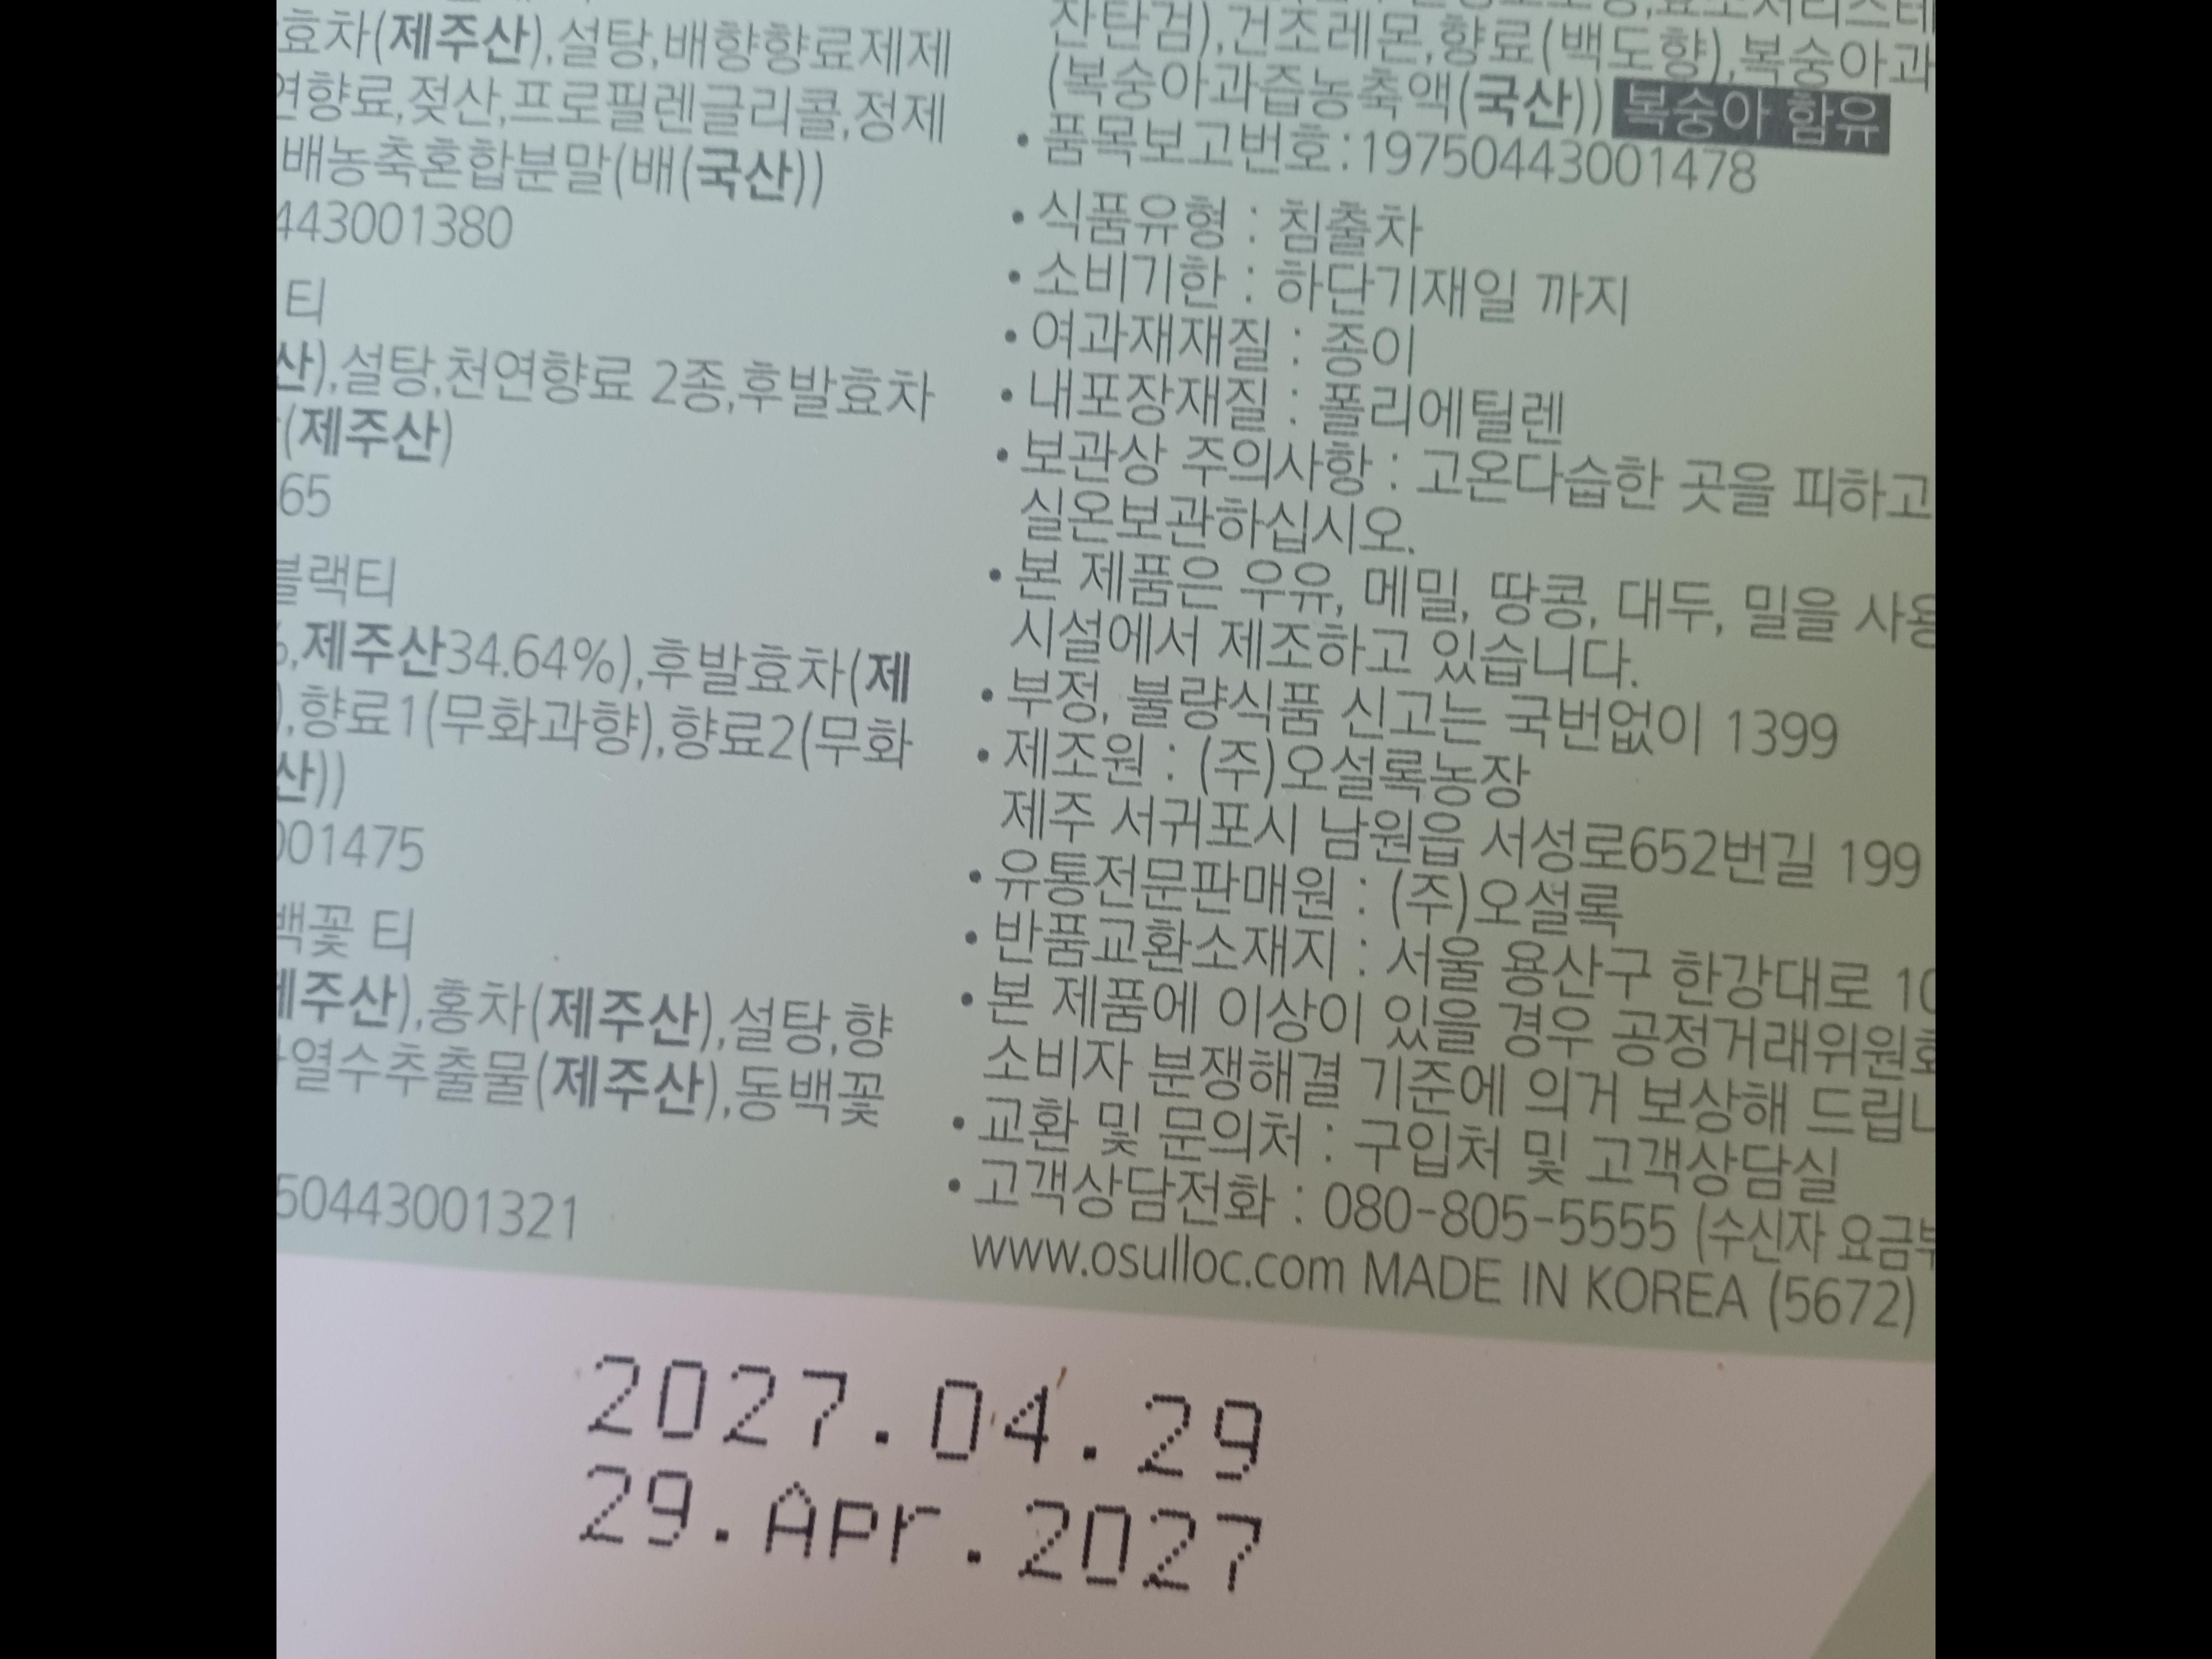 효차(제주산),설탕,배향향료제제
연향료,젖산,프로필렌글리콜,정제
배농축혼합분말(배(국산))
443001380
티
산),설탕,천연향료 2종,후발효차
(제주산)
65
블랙티
%,제주산34.64%),후발효차(제
),향료1(무화과향),향료2(무화
산))
001475
백꽃 티
제주산),홍차(제주산),설탕,향
열수추출물(제주산),동백꽃
50443001321
잔탄검),건조레몬,향료(백도향),복숭아과
(복숭아과즙농축액(국산)) 복숭아 함유
• 품목보고번호:19750443001478
• 식품유형 : 침출차
• 소비기한 : 하단기재일 까지
• 여과재재질 : 종이
• 내포장재질 : 폴리에틸렌
• 보관상 주의사항 : 고온다습한 곳을 피하고
실온보관하십시오.
• 본 제품은 우유, 메밀, 땅콩, 대두, 밀을 사용
시설에서 제조하고 있습니다.
• 부정, 불량식품 신고는 국번없이 1399
• 제조원 : (주)오설록농장
제주 서귀포시 남원읍 서성로652번길 199
• 유통전문판매원 : (주)오설록
• 반품교환소재지 : 서울 용산구 한강대로 10
• 본 제품에 이상이 있을 경우 공정거래위원회
소비자 분쟁해결 기준에 의거 보상해 드립니
• 교환 및 문의처 : 구입처 및 고객상담실
• 고객상담전화 : 080-805-5555 (수신자 요금부
www.osulloc.com MADE IN KOREA (5672)
2027.04.29
29.Apr.2027